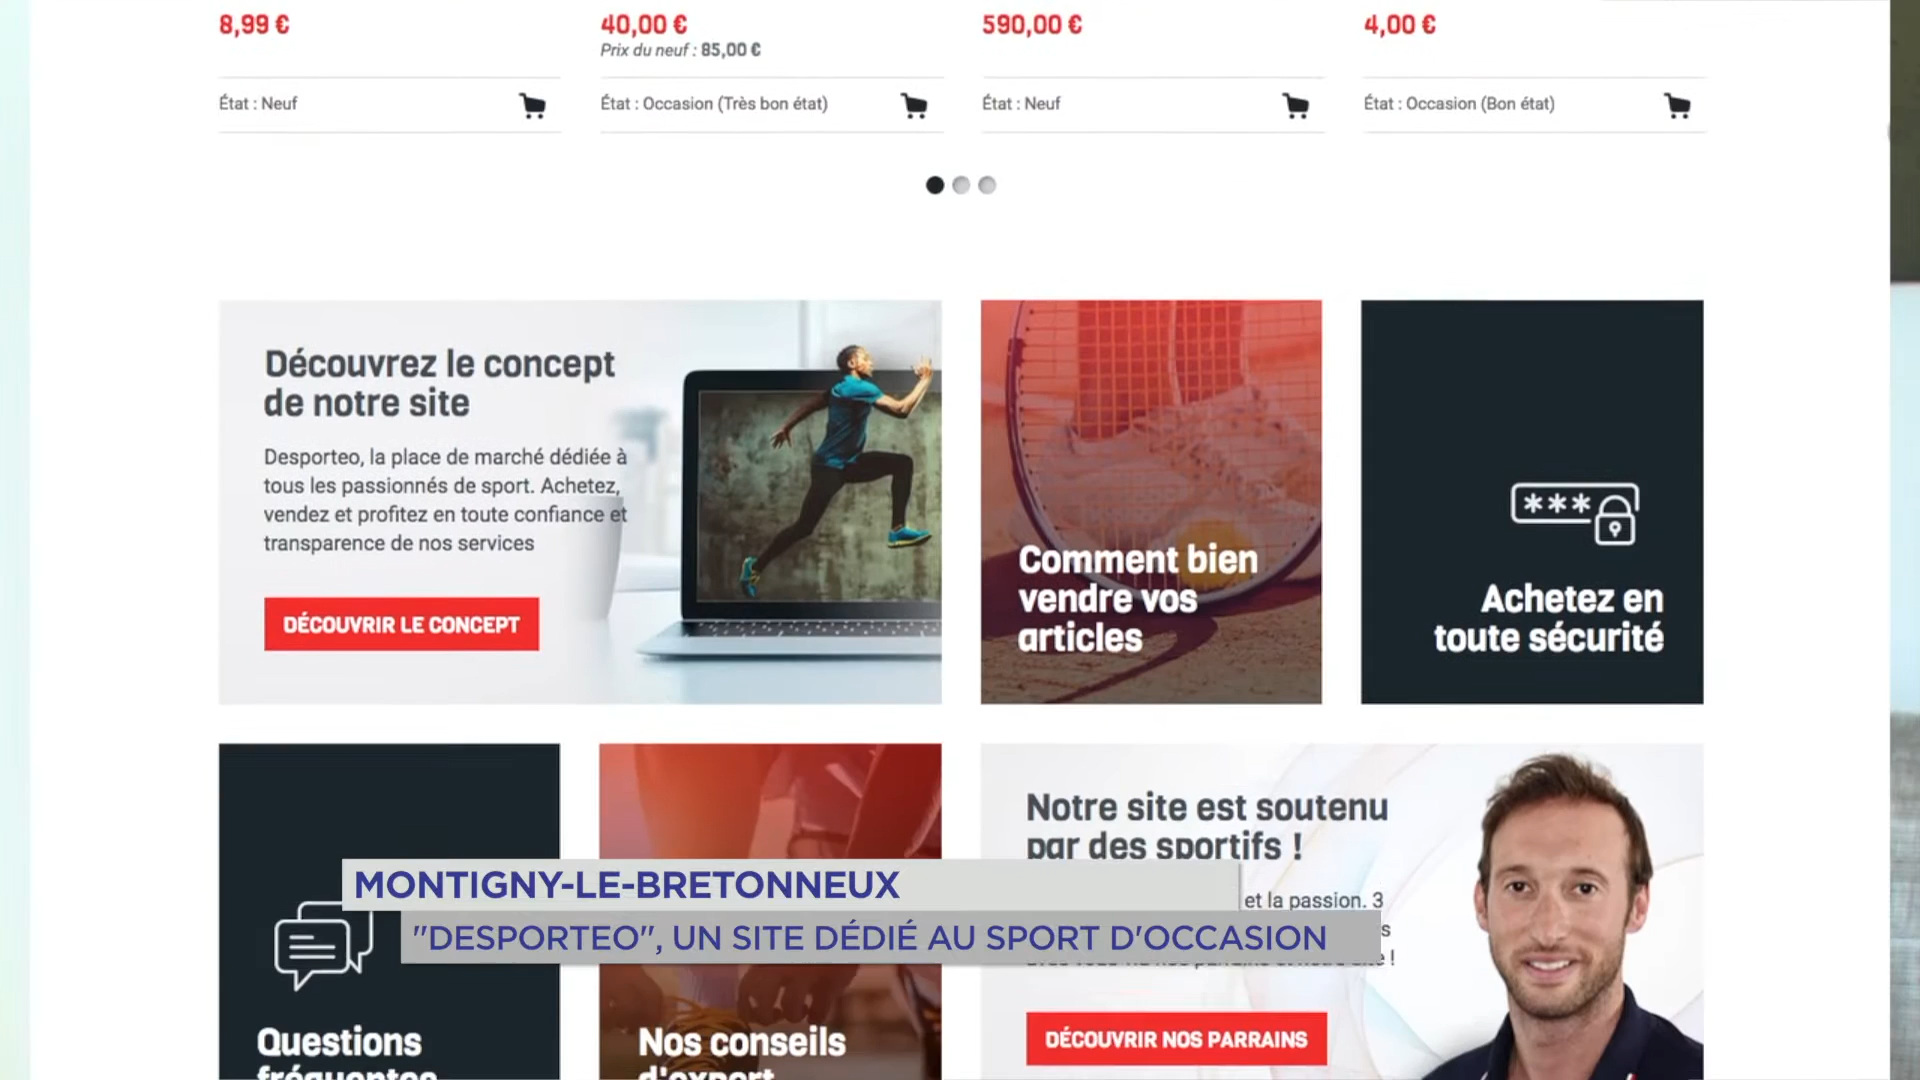 8,99 €
40,00 €
590,00 €
4,00 €
Prix du neuf : 85,00 €
État : Neuf
État : Occasion (Très bon état)
État : Neuf
État : Occasion (Bon état)
Découvrez le concept
de notre site
Desporteo, la place de marché dédiée à
tous les passionnés de sport. Achetez,
vendez et profitez en toute confiance et
transparence de nos services
DÉCOUVRIR LE CONCEPT
Comment bien
vendre vos
articles
***
Achetez en
toute sécurité
Notre site est soutenu
par des sportifs !
et la passion. 3
MONTIGNY-LE-BRETONNEUX
"DESPORTEO", UN SITE DÉDIÉ AU SPORT D'OCCASION
DÉCOUVRIR NOS PARRAINS
Questions
fréquentes
Nos conseils
d'expert